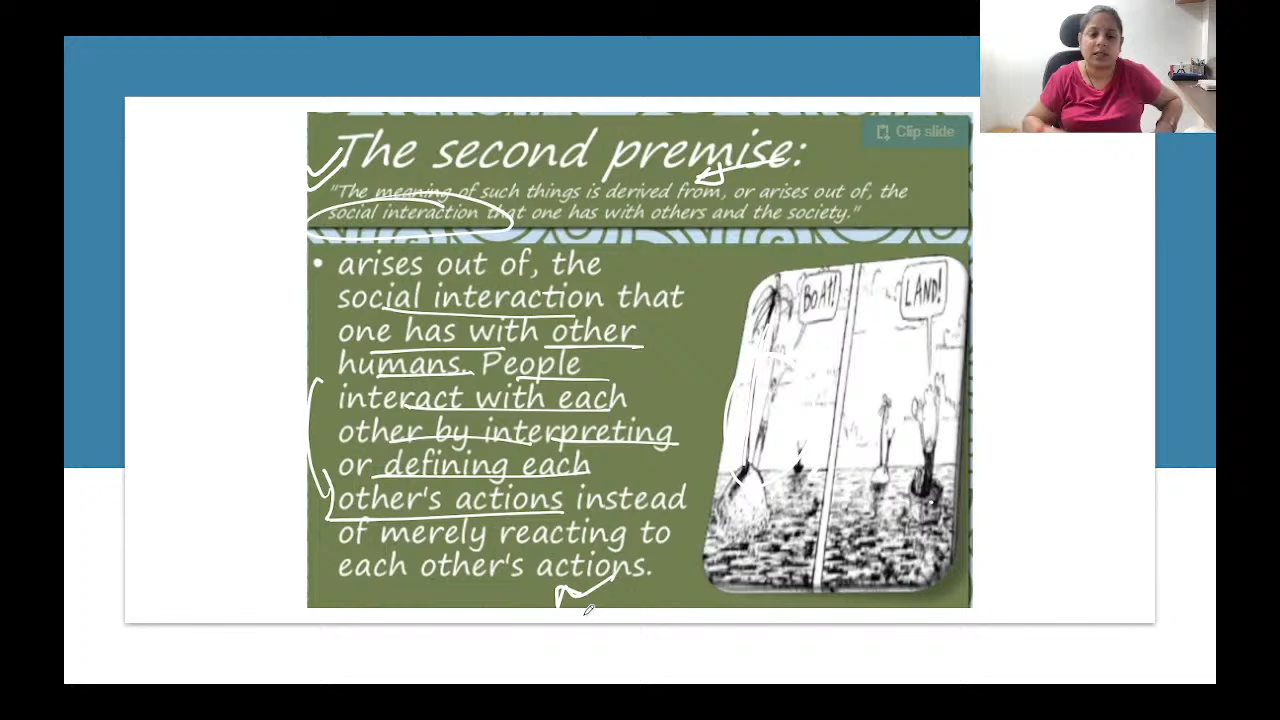 Clip slide
The second premise:
"The meaning of such things is derived from, or arises out of, the
social interaction that one has with others and the society."
• arises out of, the
social interaction that
one has with other
humans. People
interact with each
other by interpreting
or defining each
other's actions instead
of merely reacting to
each other's actions.
BOAT!
LAND!